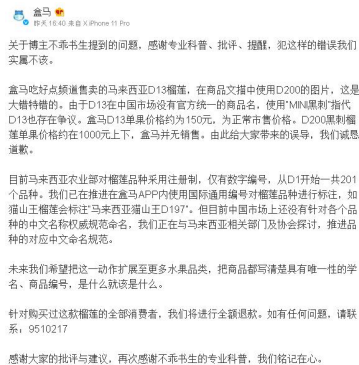 盒马
昨天 16:40 来自 X iPhone 11 Pro
关于博主不乖书生提到的问题，感谢专业科普、批评、提醒，犯这样的错误我们
实属不该。
盒马吃好点频道售卖的马来西亚D13榴莲，在商品文描中使用D200的图片，这是
大错特错的。由于D13在中国市场没有官方统一的商品名，使用“MINI黑刺”指代
D13也存在争议。盒马D13单果价格约为150元，为正常市售价格。D200黑刺榴
莲单果价格约在1000元上下，盒马并无销售。由此给大家带来的误导，我们诚恳
道歉。
目前马来西亚农业部对榴莲品种采用注册制，仅有数字编号，从D1开始一共201
个品种。我们已在推进在盒马APP内使用国际通用编号对榴莲品种进行标注，如
猫山王榴莲会标注“马来西亚猫山王D197”。但目前中国市场上还没有针对各个品
种的中文名称权威规范命名，我们正在与马来西亚相关部门及协会探讨，推进品
种的对应中文命名规范。
未来我们希望把这一动作扩展至更多水果品类，把商品都写清楚具有唯一性的学
名、商品编号，是什么就该是什么。
针对购买过这款榴莲的全部消费者，我们将进行全额退款。如有任何问题，请联
系：9510217
感谢大家的批评与建议，再次感谢不乖书生的专业科普，我们铭记在心。